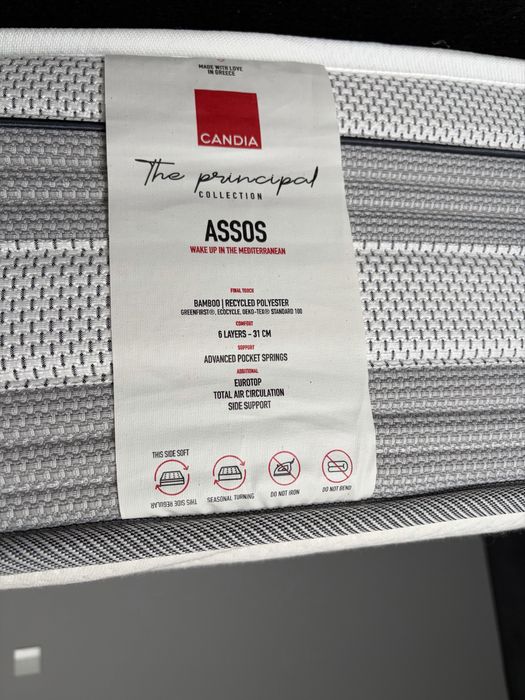 MADE WITH LOVE
IN GREECE
CANDIA
The principal
COLLECTION
ASSOS
WAKE UP IN THE MEDITERRANEAN
FINAL TOUCH
BAMBOO | RECYCLED POLYESTER
GREENFIRST®, ECOCYCLE, OEKO-TEX® STANDARD 100
COMFORT
6 LAYERS - 31 CM
SUPPORT
ADVANCED POCKET SPRINGS
ADDITIONAL
EUROTOP
TOTAL AIR CIRCULATION
SIDE SUPPORT
THIS SIDE SOFT
THIS SIDE REGULAR
SEASONAL TURNING
DO NOT IRON
DO NOT BEND